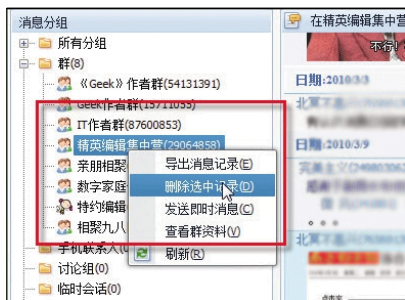 消息分组
在精英编辑集中营
所有分组
不行!
群(8)
《Geek》作者群(54131391)
日期:2010/3/3
Geek作者群(15711055)
IT作者群(87600853)
精英编辑集中营(29064858)
日期:2010/3/9
亲朋相聚
导出消息记录(E)
数字家庭
删除选中记录(D)
特约编辑
发送即时消息(C)
相聚九八
查看群资料(V)
手机联系人(0
刷新(R)
讨论组(0)
临时会话(0)